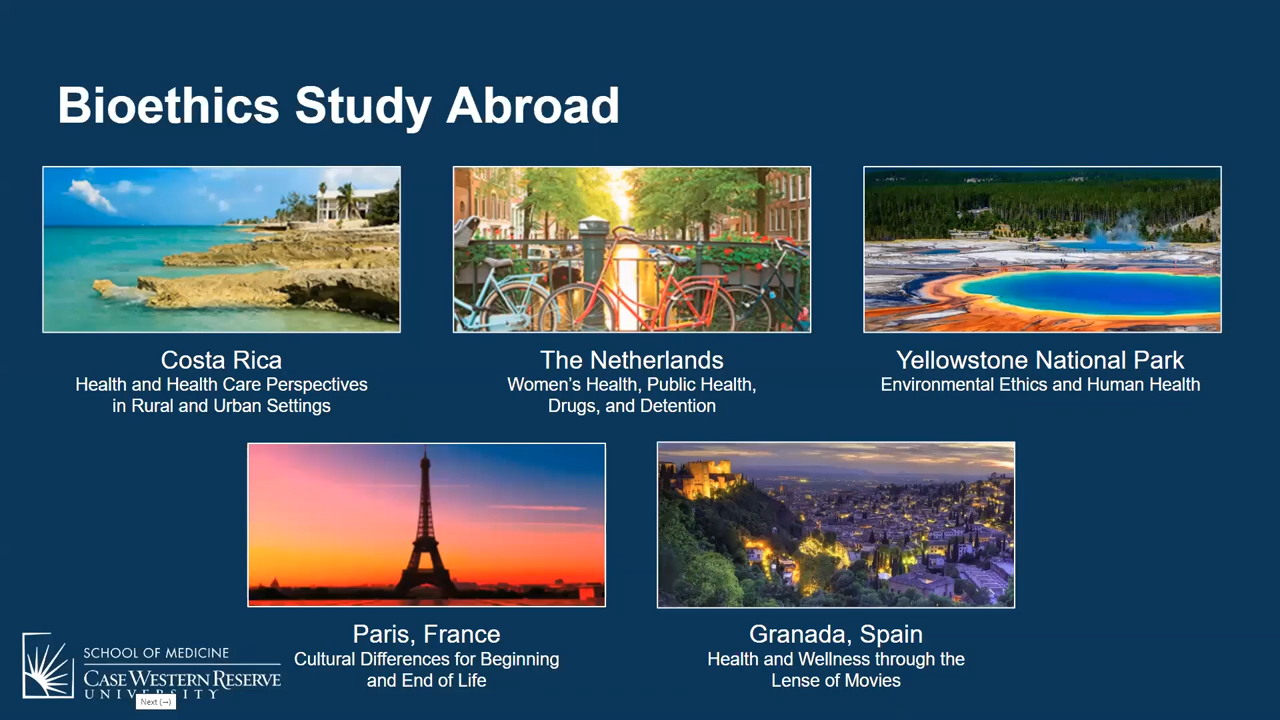 Bioethics Study Abroad
Costa Rica
Health and Health Care Perspectives
in Rural and Urban Settings
The Netherlands
Women's Health, Public Health,
Drugs, and Detention
Yellowstone National Park
Environmental Ethics and Human Health
Paris, France
Cultural Differences for Beginning
and End of Life
Granada, Spain
Health and Wellness through the
Lense of Movies
SCHOOL OF MEDICINE
CASE WESTERN RESERVE
UNIVERSITY
Next (→)